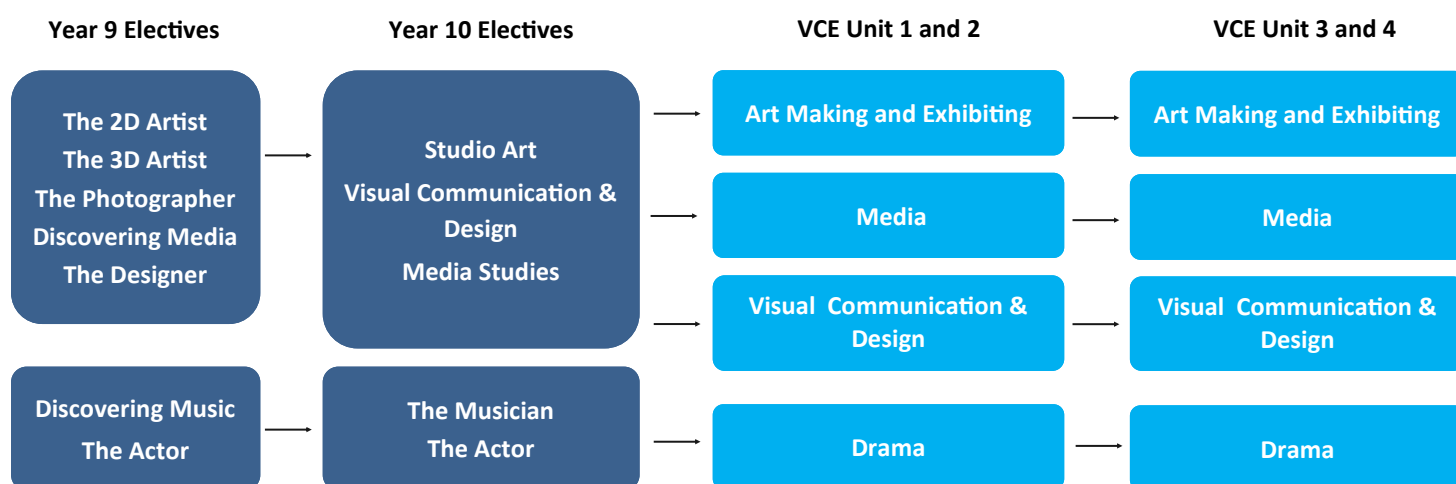 Year 9 Electives
Year 10 Electives
VCE Unit 1 and 2
VCE Unit 3 and 4
The 2D Artist
The 3D Artist
The Photographer
Discovering Media
The Designer
Studio Art
Visual Communication &
Design
Media Studies
Art Making and Exhibiting
Art Making and Exhibiting
Media
Media
Visual  Communication &
Design
Visual  Communication &
Design
Discovering Music
The Actor
The Musician
The Actor
Drama
Drama